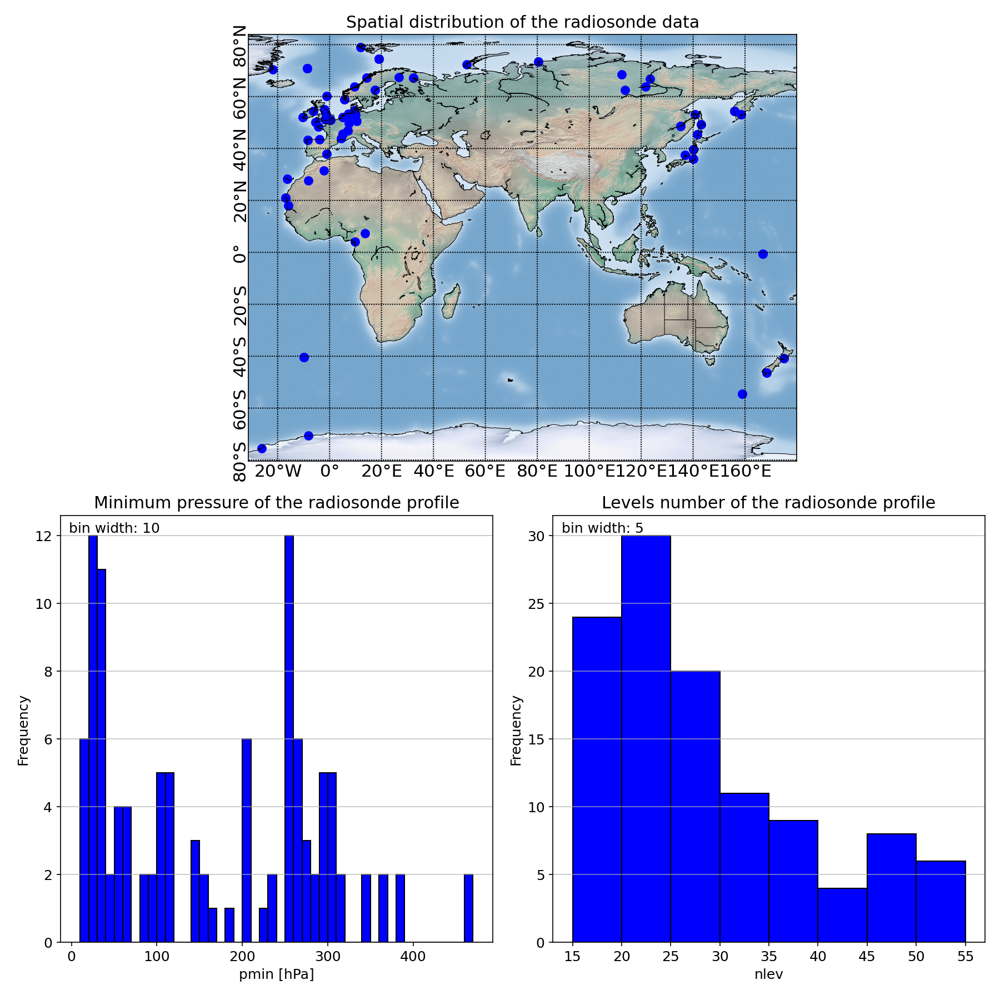 Spatial distribution of the radiosonde data
80°N
60°N
40°N
20°N
0°
20°S
40°S
60°S
80°S
20°W 0° 20°E 40°E 60°E 80°E 100°E 120°E 140°E 160°E
Minimum pressure of the radiosonde profile
bin width: 10
12
10
8
6
4
2
0
Frequency
0 100 200 300 400
pmin [hPa]
Levels number of the radiosonde profile
bin width: 5
30
25
20
15
10
5
0
Frequency
15 20 25 30 35 40 45 50 55
nlev